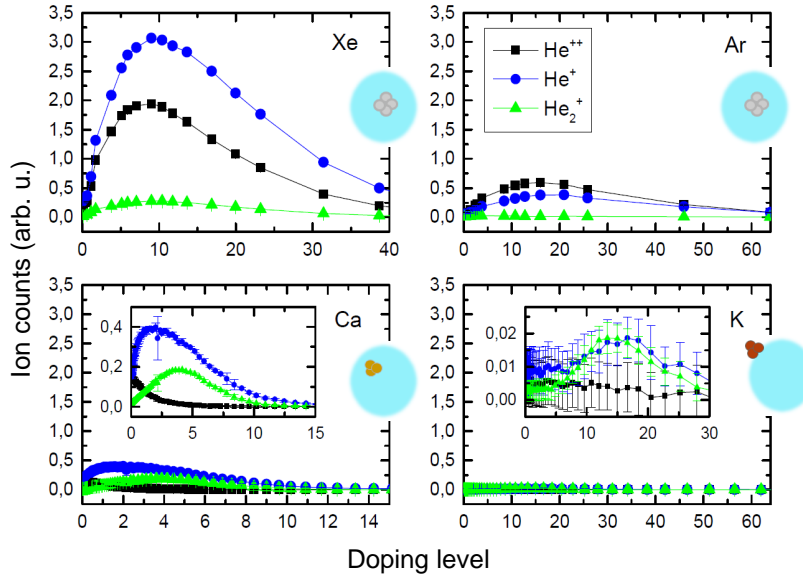 Xe
3,5
3,0
2,5
2,0
1,5
1,0
0,5
0,0
0 10 20 30 40
Ar
He++
He+
He2+
3,5
3,0
2,5
2,0
1,5
1,0
0,5
0,0
0 10 20 30 40 50 60
Ion counts (arb. u.)
Ca
3,5
3,0
2,5
2,0
1,5
1,0
0,5
0,0
0 2 4 6 8 10 12 14
0,4
0,2
0,0
0 5 10 15
K
3,5
3,0
2,5
2,0
1,5
1,0
0,5
0,0
0 10 20 30 40 50 60
0,02
0,01
0,00
0 10 20 30
Doping level